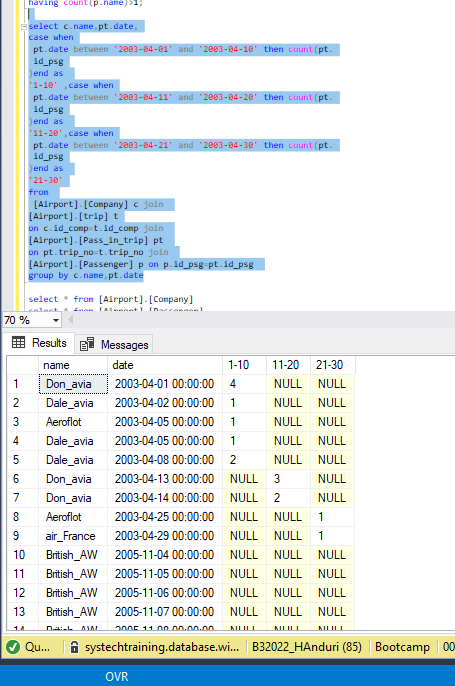 having count(p.name)>1;
select c.name,pt.date,
case when
pt.date between '2003-04-01' and '2003-04-10' then count(pt.
id_psg
)end as
'1-10' ,case when
pt.date between '2003-04-11' and '2003-04-20' then count(pt.
id_psg
)end as
'11-20',case when
pt.date between '2003-04-21' and '2003-04-30' then count(pt.
id_psg
)end as
'21-30'
from
[Airport].[Company] c join
[Airport].[trip] t
on c.id_comp=t.id_comp join
[Airport].[Pass_in_trip] pt
on pt.trip_no=t.trip_no join
[Airport].[Passenger] p on p.id_psg=pt.id_psg
group by c.name,pt.date
select * from [Airport].[Company]
select * from [Airport].[Passenger]
70 %
Results Messages
name date 1-10 11-20 21-30
1 Don_avia 2003-04-01 00:00:00 4 NULL NULL
2 Dale_avia 2003-04-02 00:00:00 1 NULL NULL
3 Aeroflot 2003-04-05 00:00:00 1 NULL NULL
4 Dale_avia 2003-04-05 00:00:00 1 NULL NULL
5 Dale_avia 2003-04-08 00:00:00 2 NULL NULL
6 Don_avia 2003-04-13 00:00:00 NULL 3 NULL
7 Don_avia 2003-04-14 00:00:00 NULL 2 NULL
8 Aeroflot 2003-04-25 00:00:00 NULL NULL 1
9 air_France 2003-04-29 00:00:00 NULL NULL 1
10 British_AW 2005-11-04 00:00:00 NULL NULL NULL
11 British_AW 2005-11-05 00:00:00 NULL NULL NULL
12 British_AW 2005-11-06 00:00:00 NULL NULL NULL
13 British_AW 2005-11-07 00:00:00 NULL NULL NULL
14 British_AW 2005-11-08 00:00:00 NULL NULL NULL
Qu... systechtraining.database.wi... B32022_HAnduri (85) Bootcamp 00
OVR